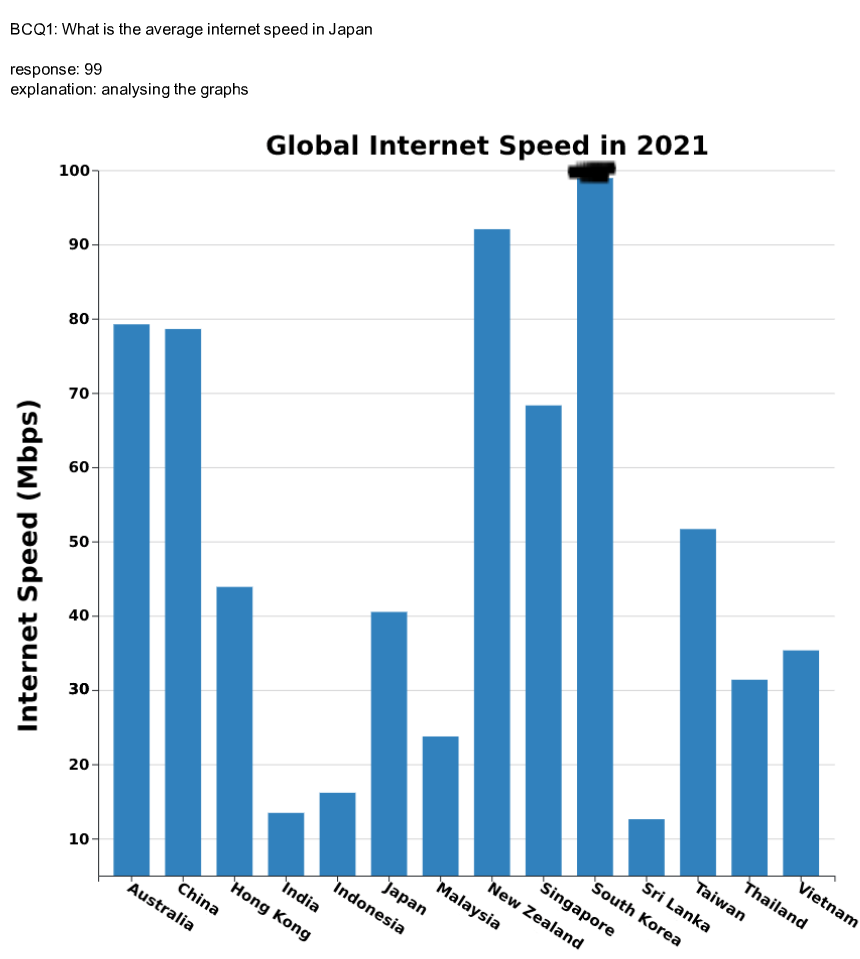 BCQ1: What is the average internet speed in Japan
response: 99
explanation: analysing the graphs
Global Internet Speed in 2021
Internet Speed (Mbps)
100
90
80
70
60
50
40
30
20
10
Australia
China
Hong Kong
India
Indonesia
Japan
Malaysia
New Zealand
Singapore
South Korea
Sri Lanka
Taiwan
Thailand
Vietnam